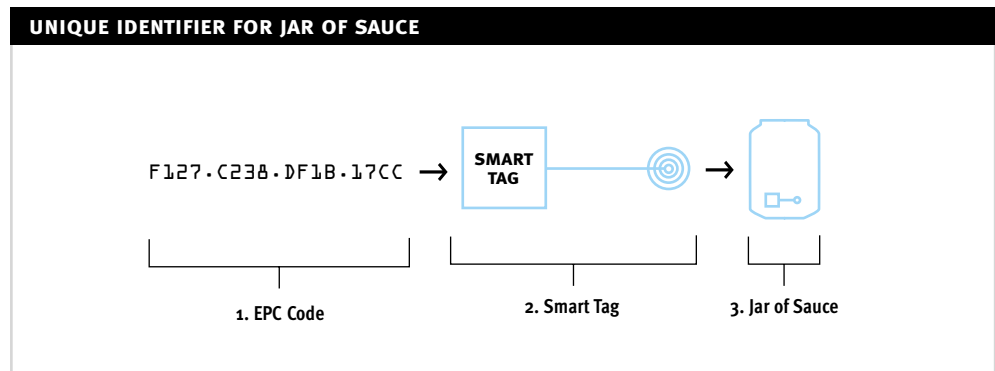 UNIQUE IDENTIFIER FOR JAR OF SAUCE
F127.C238.DF1B.17CC → SMART TAG →
1. EPC Code
2. Smart Tag
3. Jar of Sauce